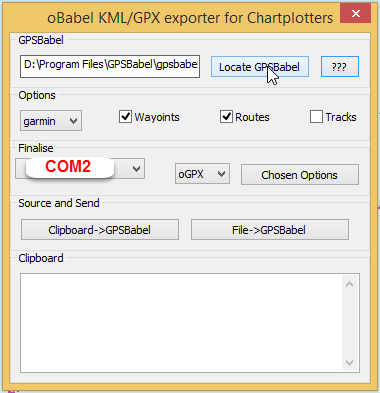 oBabel KML/GPX exporter for Chartplotters
GPSBabel
D:\Program Files\GPSBabel\gpsbabe
Locate GPSBabel
???
Options
garmin
Wayoints
Routes
Tracks
Finalise
COM2
oGPX
Chosen Options
Source and Send
Clipboard->GPSBabel
File->GPSBabel
Clipboard